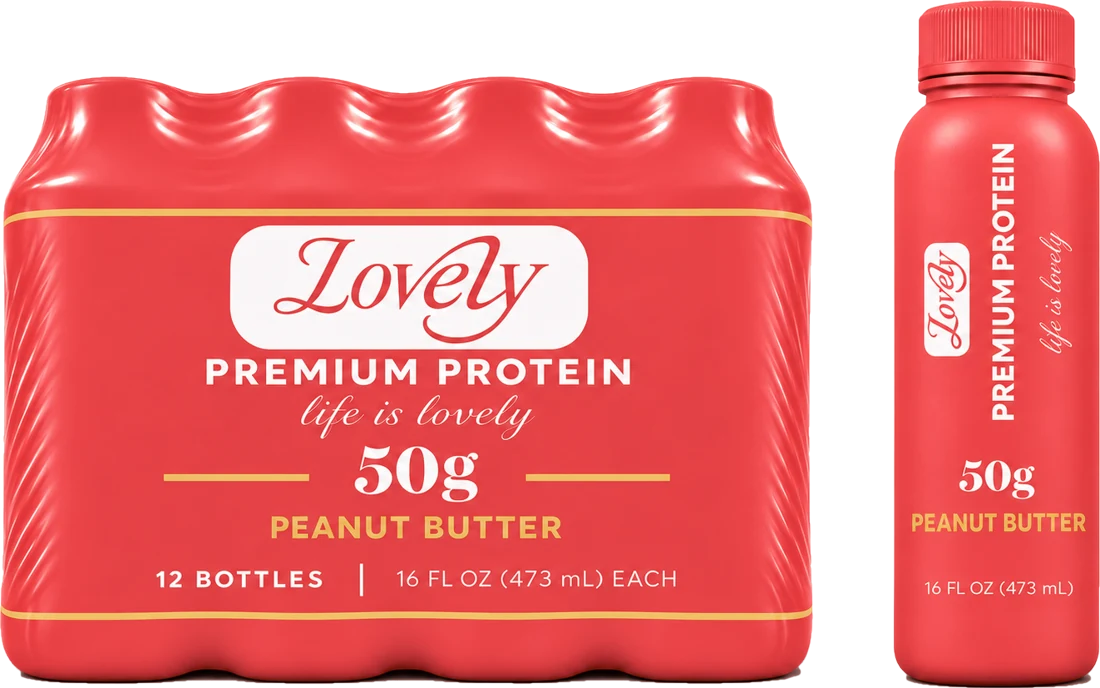 Lovely
PREMIUM PROTEIN
life is lovely
50g
PEANUT BUTTER
12 BOTTLES | 16 FL OZ (473 mL) EACH
Lovely
PREMIUM PROTEIN
life is lovely
50g
PEANUT BUTTER
16 FL OZ (473 mL)